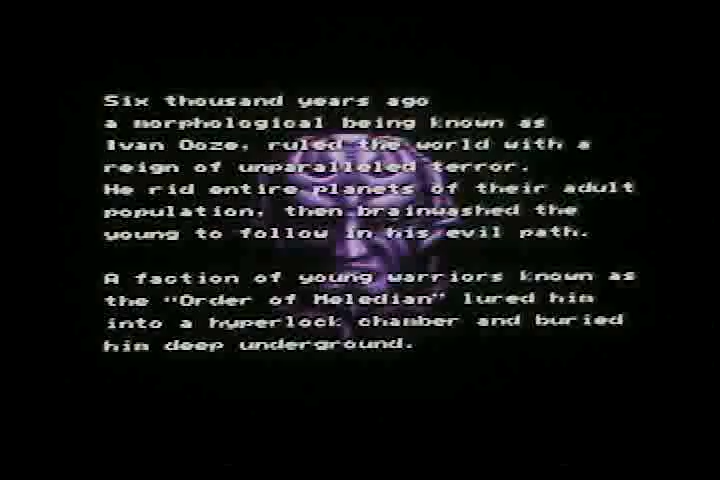 Six thousand years ago
a morphological being known as
Ivan Ooze, ruled the world with a
reign of unparalleled terror.
He rid entire planets of their adult
population, then brainwashed the
young to follow in his evil path.
A faction of young warriors known as
the "Order of Meledian" lured him
into a hyperlock chamber and buried
him deep underground.